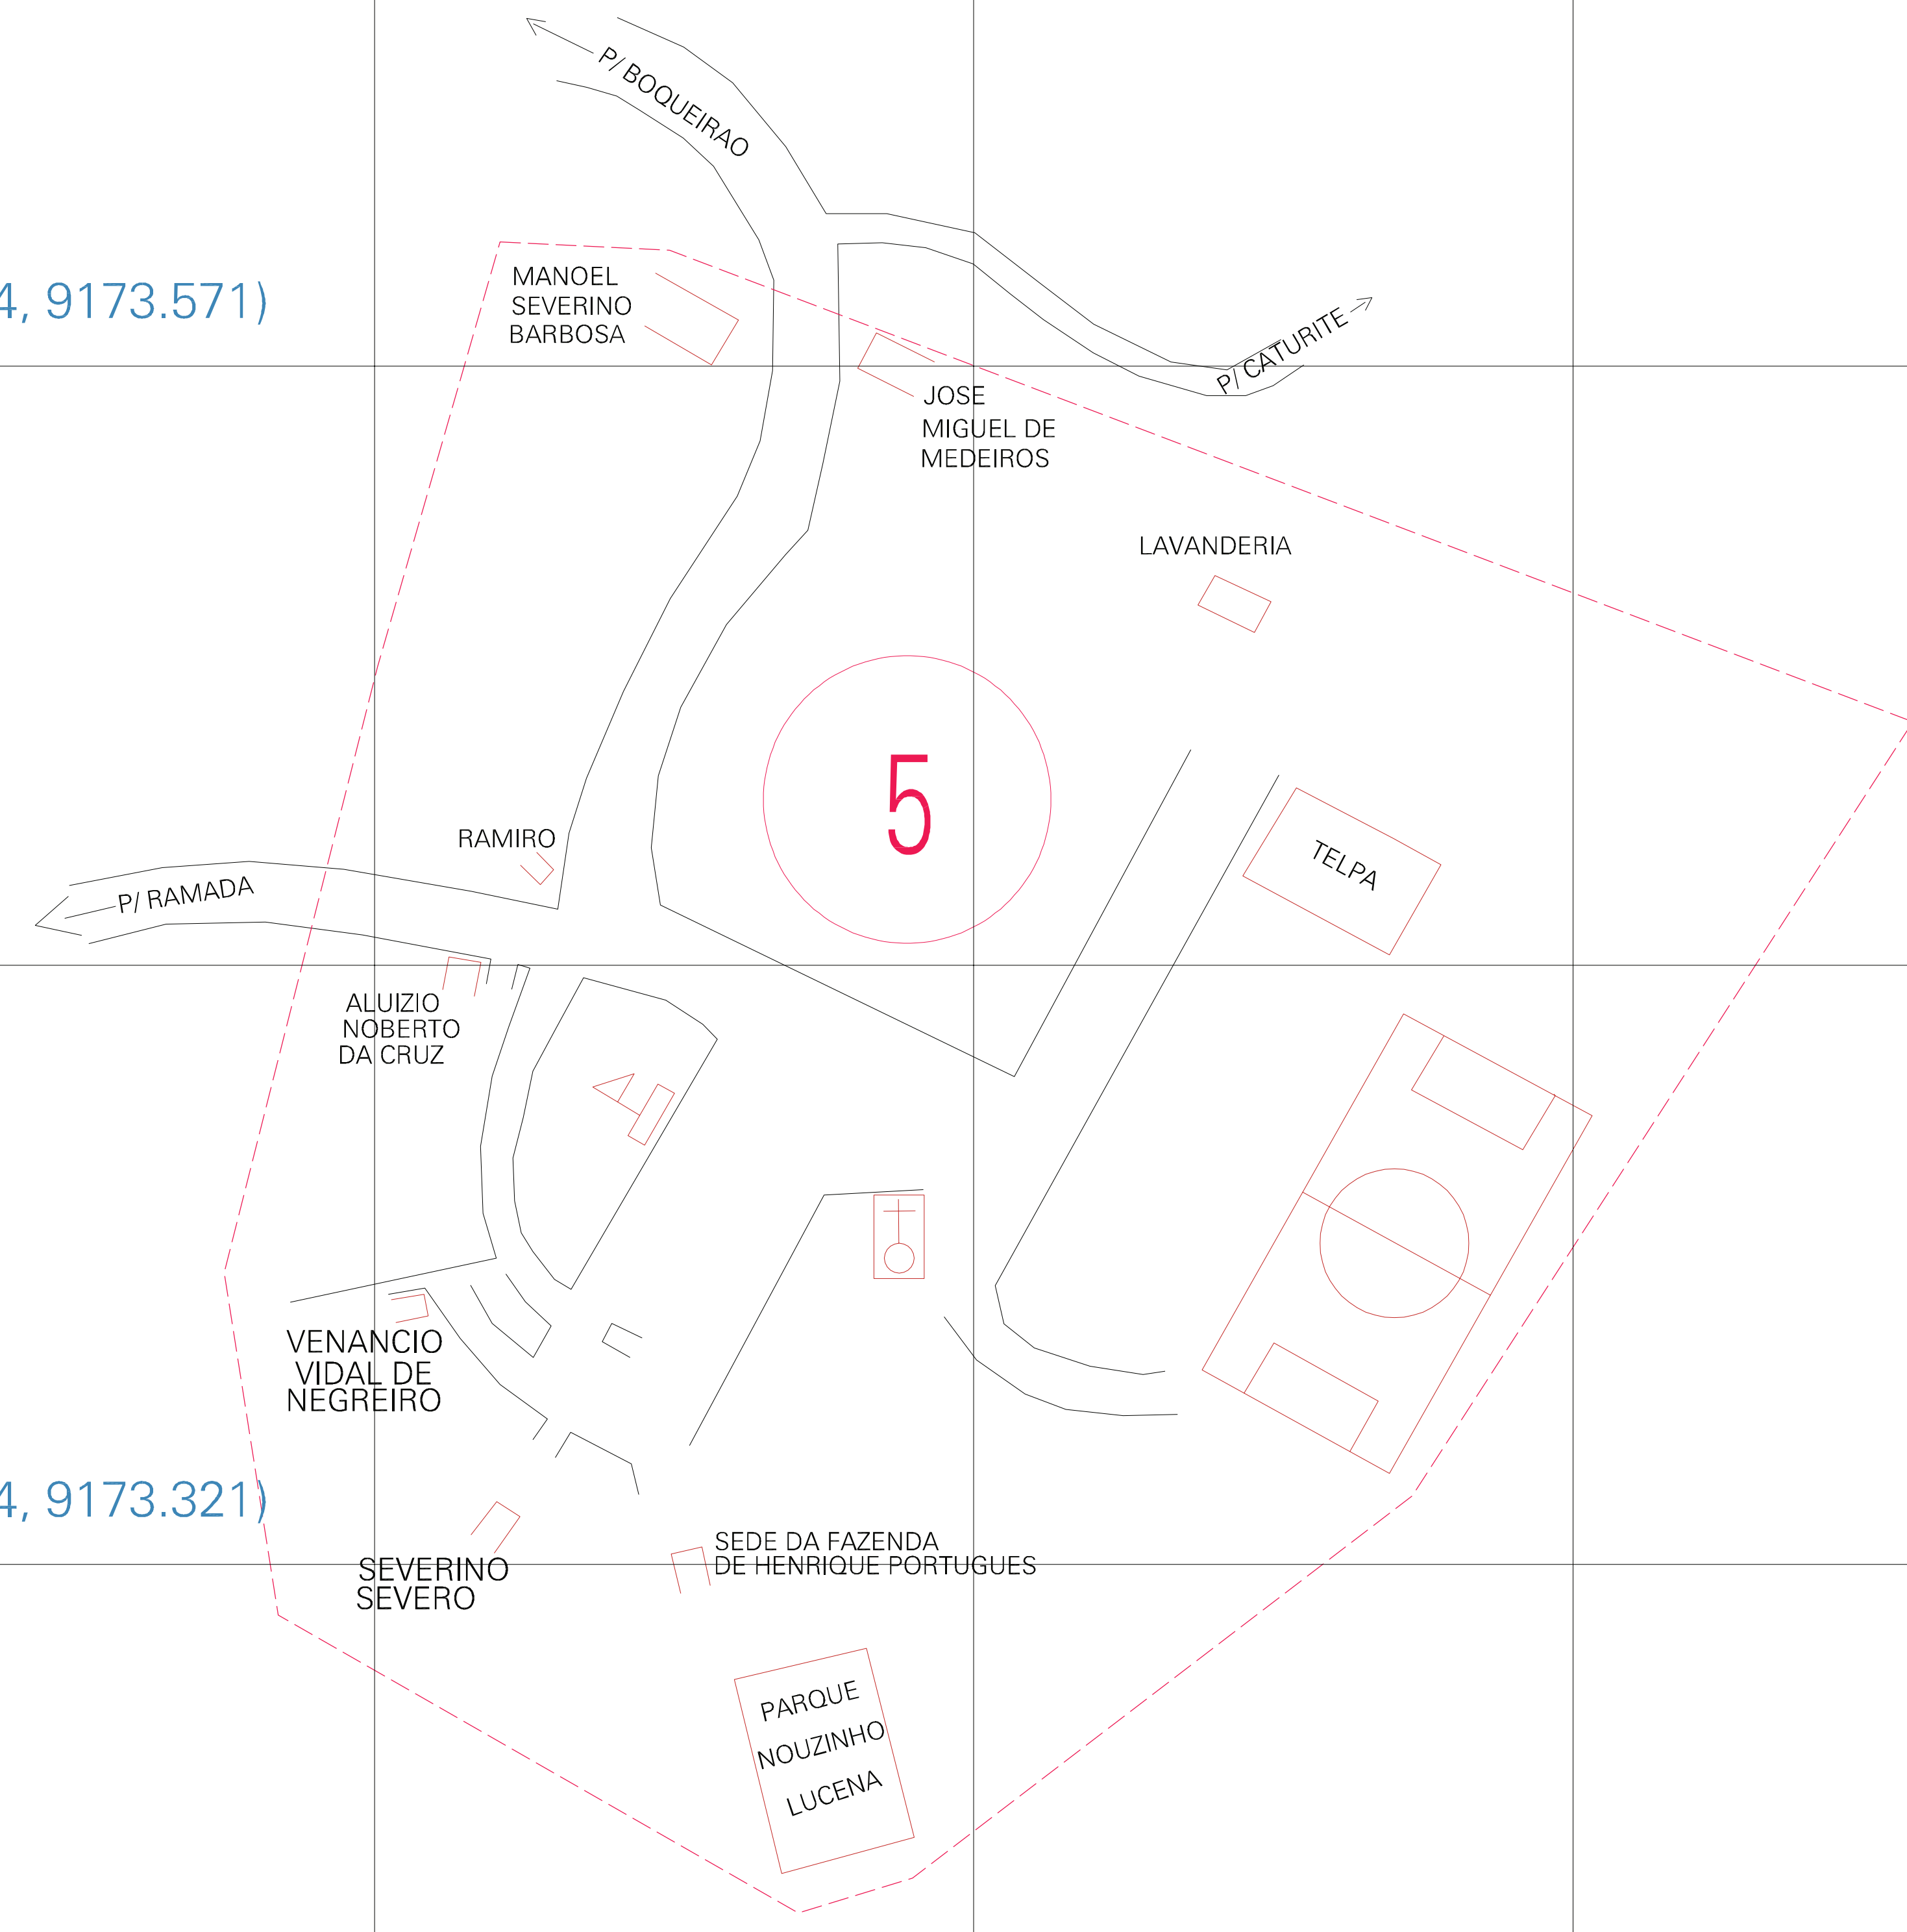 P/ BOQUEIRAO
MANOEL
SEVERINO
BARBOSA
4, 9173.571)
P/ CATURITE
JOSE
MIGUEL DE
MEDEIROS
LAVANDERIA
5
RAMIRO
TELPA
P/ RAMADA
ALUIZIO
NOBERTO
DA CRUZ
VENANCIO
VIDAL DE
NEGREIRO
4, 9173.321)
SEVERINO
SEVERO
SEDE DA FAZENDA
DE HENRIQUE PORTUGUES
PARQUE
NOUZINHO
LUCENA